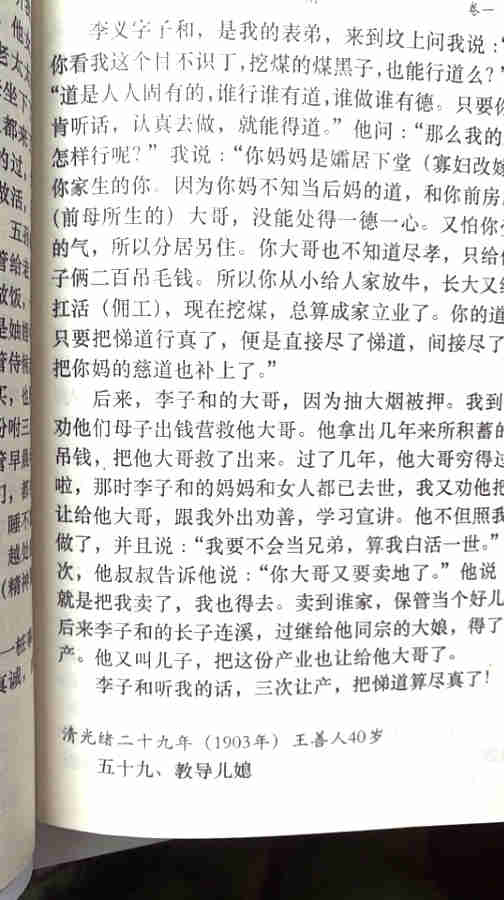 卷一
李义字子和，是我的表弟，来到坟上问我说：“
你看我这个目不识丁，挖煤的煤黑子，也能行道么？”
“道是人人固有的，谁行谁有道，谁做谁有德。只要你
肯听话，认真去做，就能得道。”他问：“那么我的
怎样行呢？”我说：“你妈妈是孀居下堂（寡妇改嫁
你家生的你。因为你妈不知当后妈的道，和你前房
（前母所生的）大哥，没能处得一德一心。又怕你
的气，所以分居另住。你大哥也不知道尽孝，只给
子俩二百吊毛钱。所以你从小给人家放牛，长大又
扛活（佣工），现在挖煤，总算成家立业了。你的道
只要把悌道行真了，便是直接尽了悌道，间接尽了
把你妈的慈道也补上了。”
后来，李子和的大哥，因为抽大烟被押。我到
劝他们母子出钱营救他大哥。他拿出几年来所积蓄的
吊钱，把他大哥救了出来。过了几年，他大哥穷得过
啦，那时李子和的妈妈和女人都已去世，我又劝他把
让给他大哥，跟我外出劝善，学习宣讲。他不但照我
做了，并且说：“我要不会当兄弟，算我白活一世。”
次，他叔叔告诉他说：“你大哥又要卖地了。”他说
就是把我卖了，我也得去。卖到谁家，保管当个好儿
后来李子和的长子连溪，过继给他同宗的大娘，得了
产。他又叫儿子，把这份产业也让给他大哥了。
李子和听我的话，三次让产，把悌道算尽真了！
清光绪二十九年（1903年）王善人40岁
五十九、教导儿媳